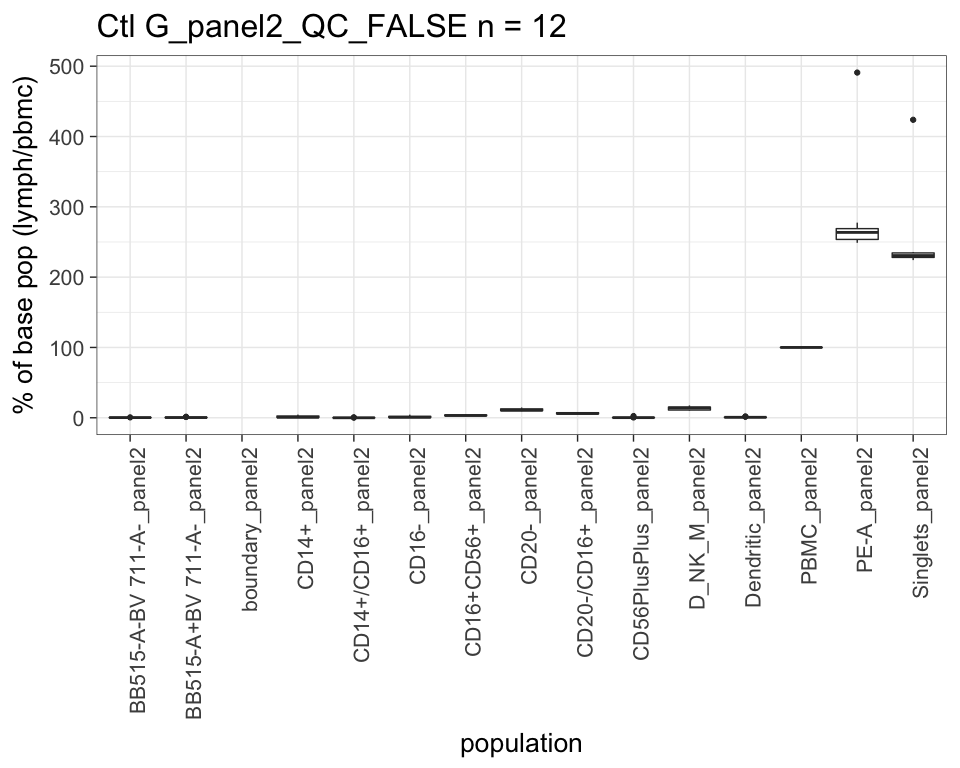 Ctl G_panel2_QC_FALSE n = 12
% of base pop (lymph/pbmc)
500
400
300
200
100
0
BB515-A-BV 711-A-_panel2
BB515-A+BV 711-A-_panel2
boundary_panel2
CD14+_panel2
CD14+/CD16+_panel2
CD16-_panel2
CD16+CD56+_panel2
CD20-_panel2
CD20-/CD16+_panel2
CD56PlusPlus_panel2
D_NK_M_panel2
Dendritic_panel2
PBMC_panel2
PE-A_panel2
Singlets_panel2
population